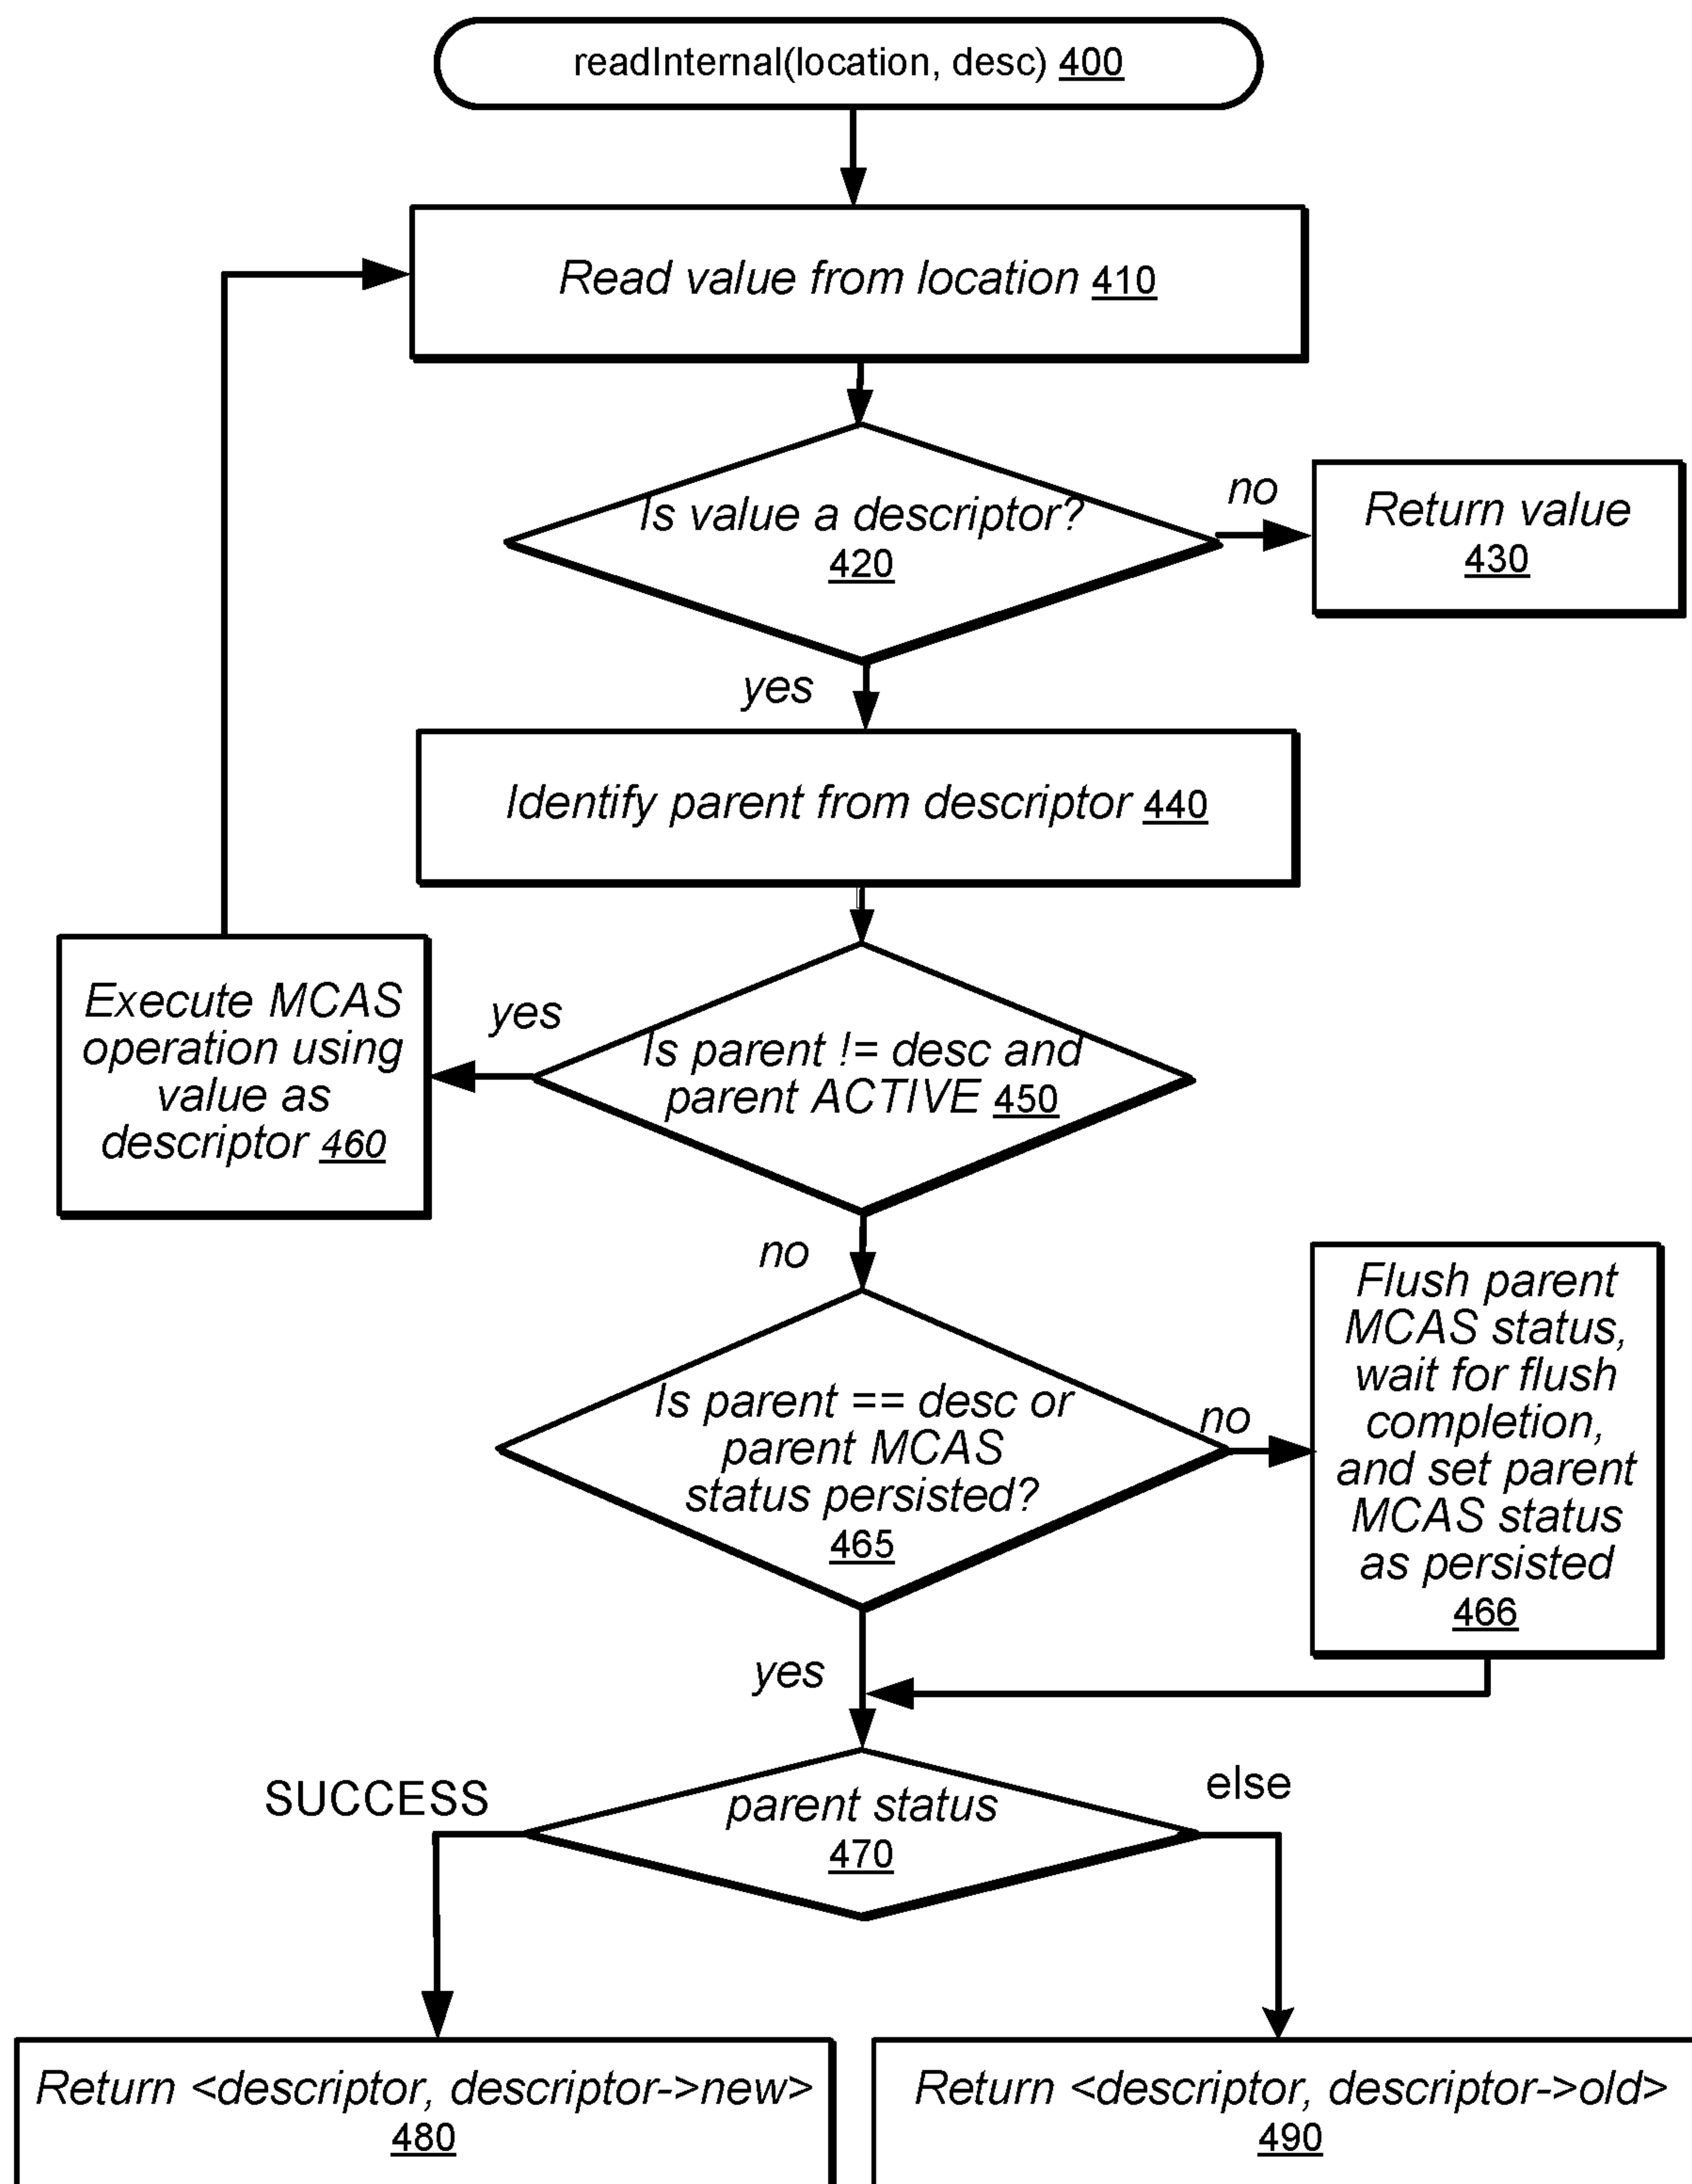 readInternal(location, desc) 400
Read value from location 410
Is value a descriptor?
420
no
Return value
430
yes
Identify parent from descriptor 440
Execute MCAS
operation using
value as
descriptor 460
yes
Is parent != desc and
parent ACTIVE 450
no
Is parent == desc or
parent MCAS
status persisted?
465
no
Flush parent
MCAS status,
wait for flush
completion,
and set parent
MCAS status
as persisted
466
yes
SUCCESS
parent status
470
else
Return <descriptor, descriptor->new>
480
Return <descriptor, descriptor->old>
490